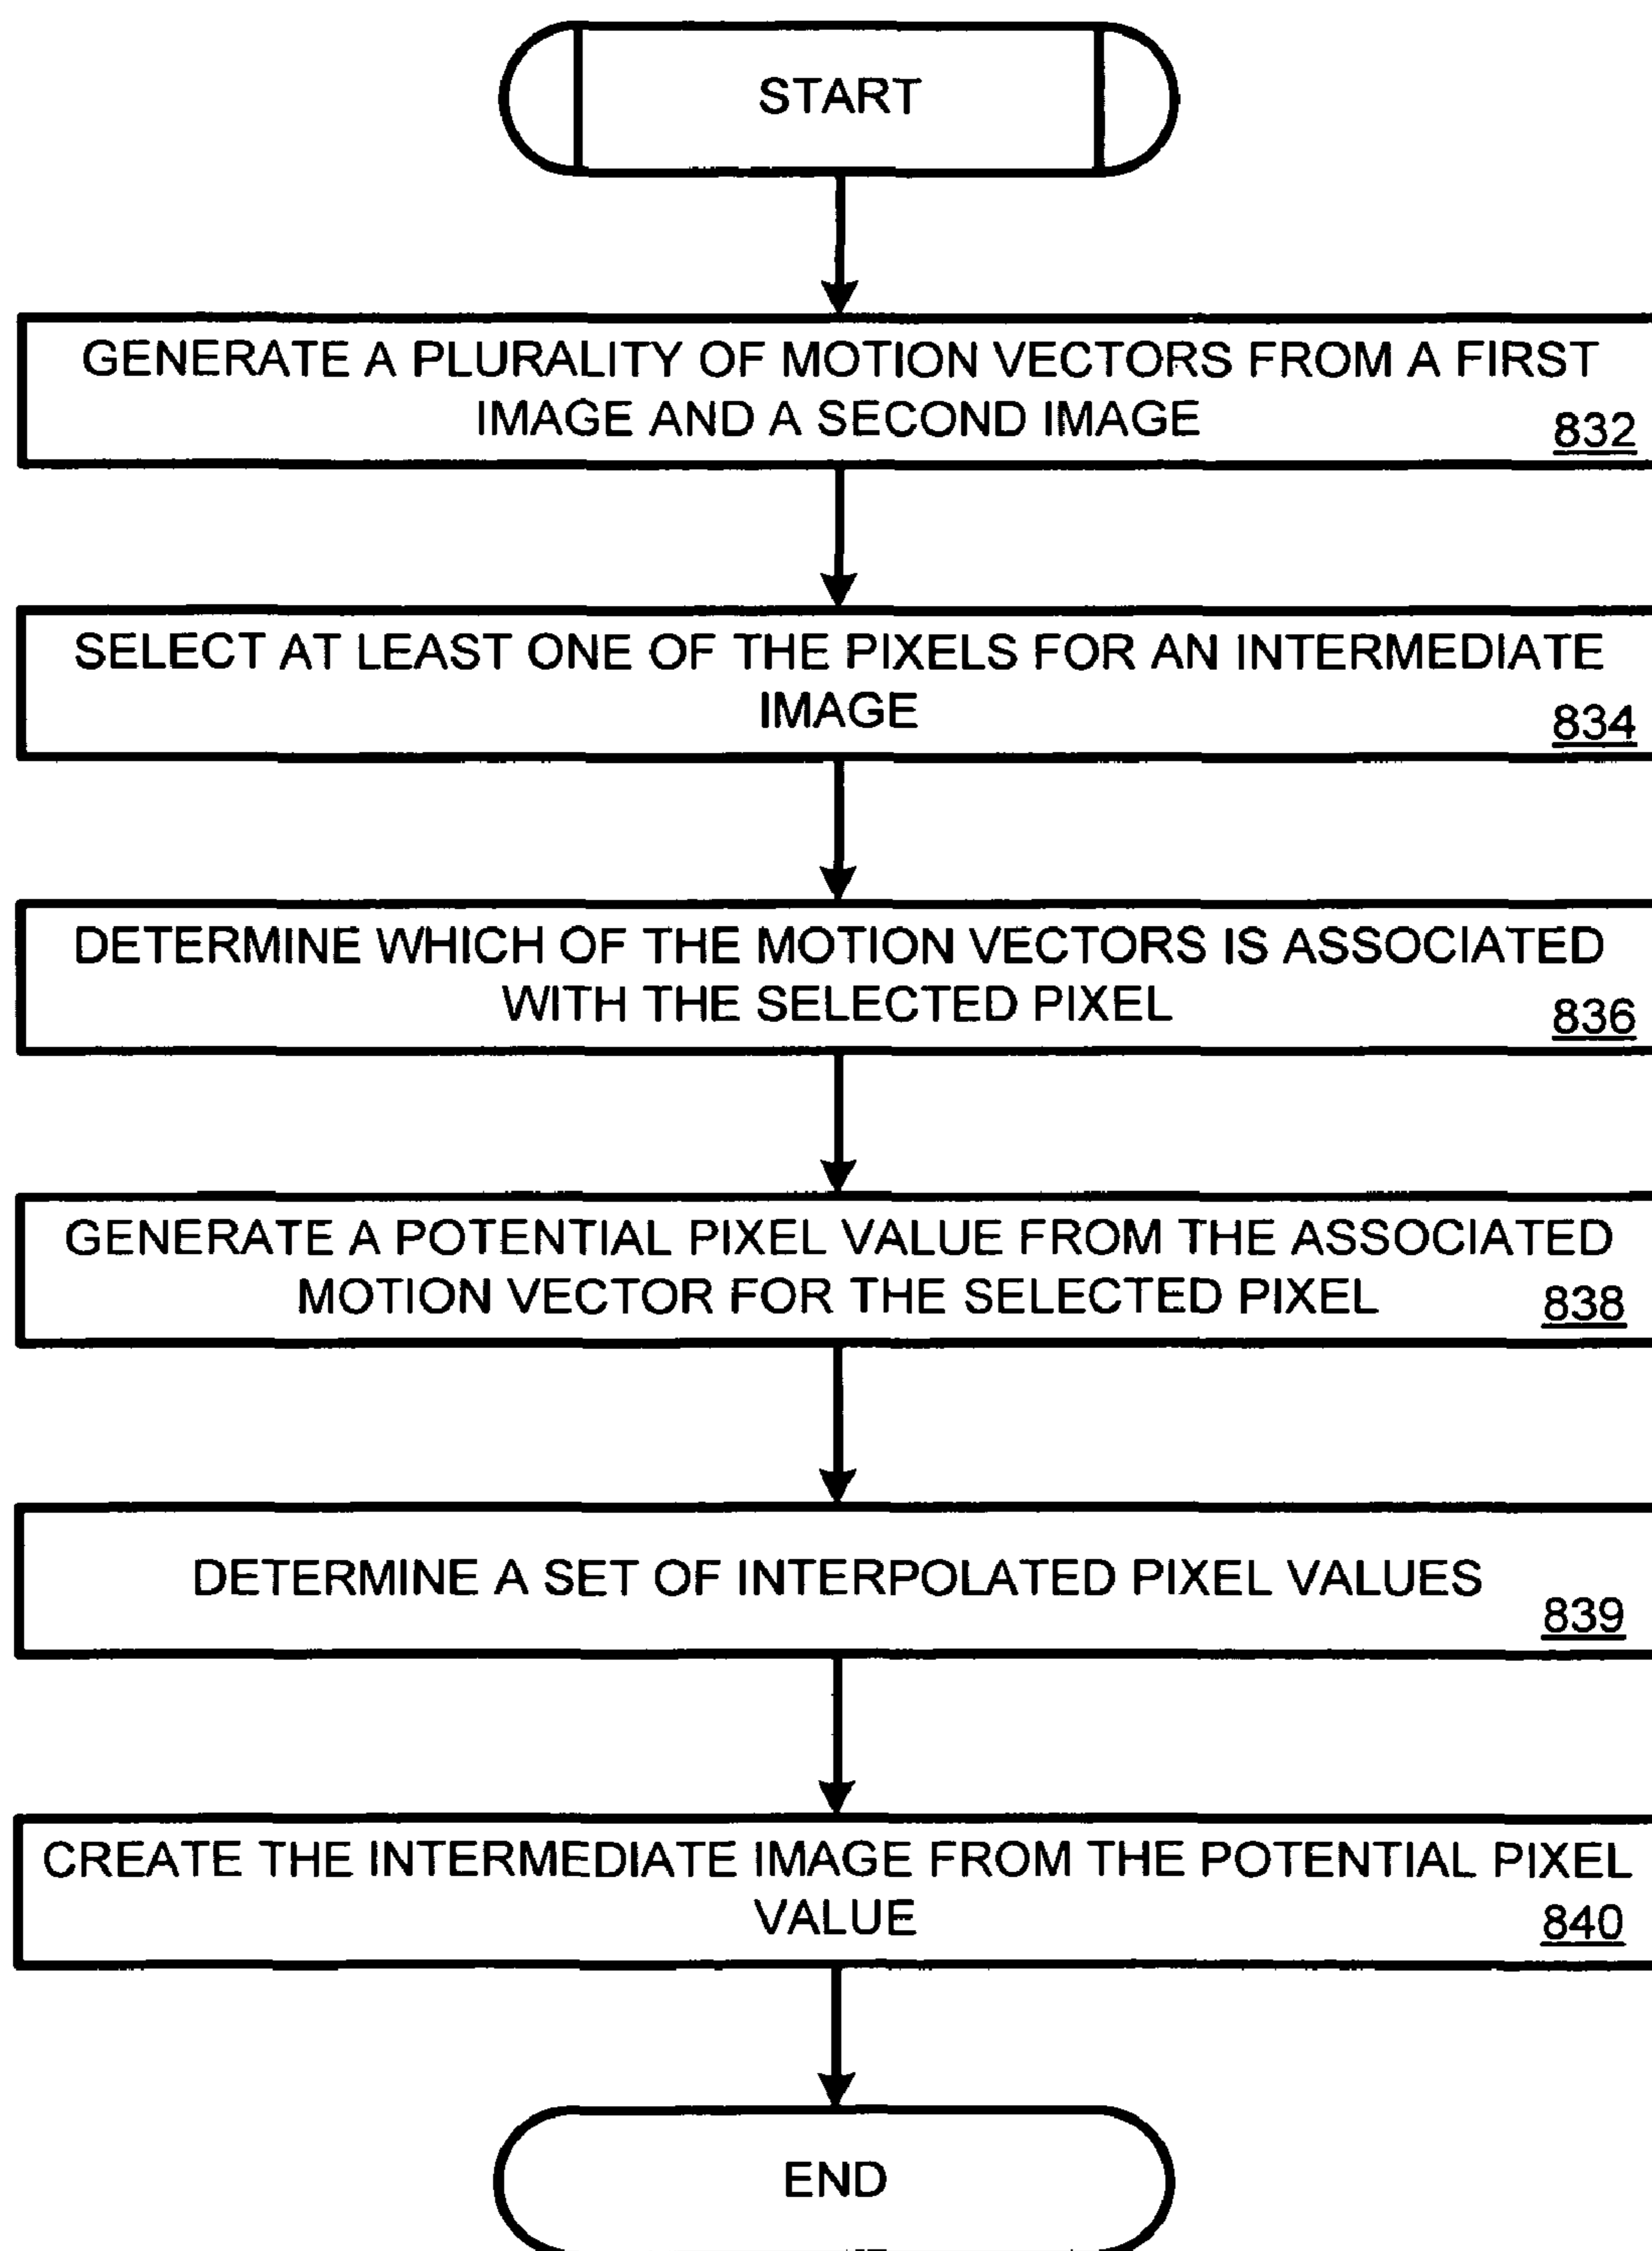 START
GENERATE A PLURALITY OF MOTION VECTORS FROM A FIRST
IMAGE AND A SECOND IMAGE
832
SELECT AT LEAST ONE OF THE PIXELS FOR AN INTERMEDIATE
IMAGE
834
DETERMINE WHICH OF THE MOTION VECTORS IS ASSOCIATED
WITH THE SELECTED PIXEL
836
GENERATE A POTENTIAL PIXEL VALUE FROM THE ASSOCIATED
MOTION VECTOR FOR THE SELECTED PIXEL
838
DETERMINE A SET OF INTERPOLATED PIXEL VALUES
839
CREATE THE INTERMEDIATE IMAGE FROM THE POTENTIAL PIXEL
VALUE
840
END